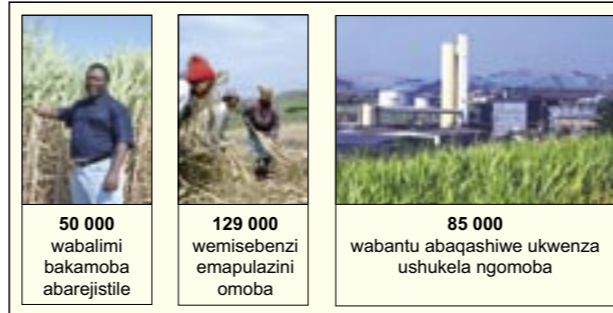 50 000
wabalimi
bakamoba
abarejistile
129 000
wemisebenzi
emapulazini
omoba
85 000
wabantu abaqashiwe ukwenza
ushukela ngomoba